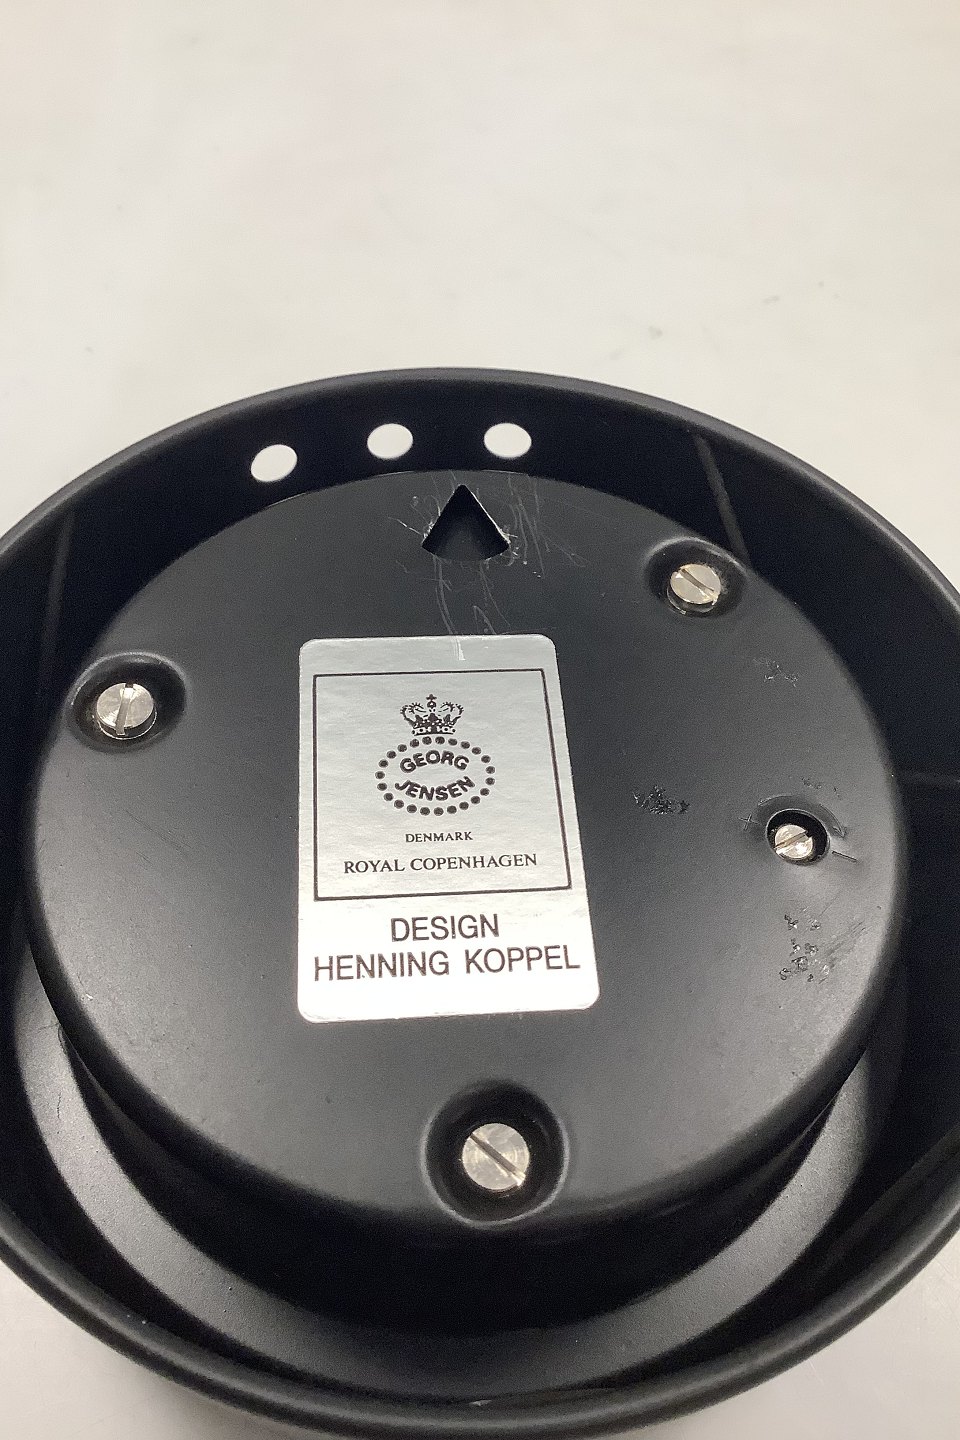 GEORG
JENSEN
DENMARK
ROYAL COPENHAGEN
DESIGN
HENNING KOPPEL
+
−